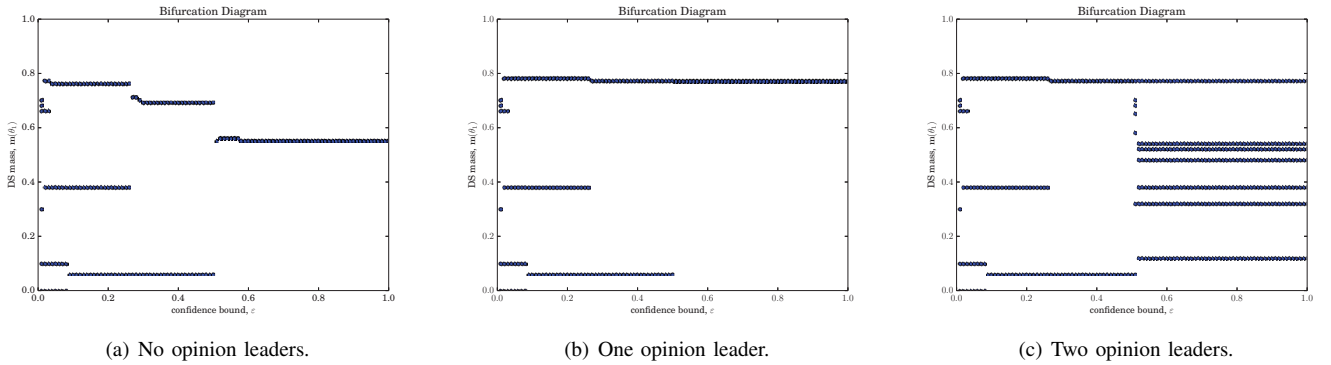 Bifurcation Diagram
1.0
0.8
0.6
0.4
0.2
0.0
DS mass, m(θ₁)
0.0 0.2 0.4 0.6 0.8 1.0
confidence bound, ε
(a) No opinion leaders.
Bifurcation Diagram
1.0
0.8
0.6
0.4
0.2
0.0
DS mass, m(θ₁)
0.0 0.2 0.4 0.6 0.8 1.0
confidence bound, ε
(b) One opinion leader.
Bifurcation Diagram
1.0
0.8
0.6
0.4
0.2
0.0
DS mass, m(θ₁)
0.0 0.2 0.4 0.6 0.8 1.0
confidence bound, ε
(c) Two opinion leaders.